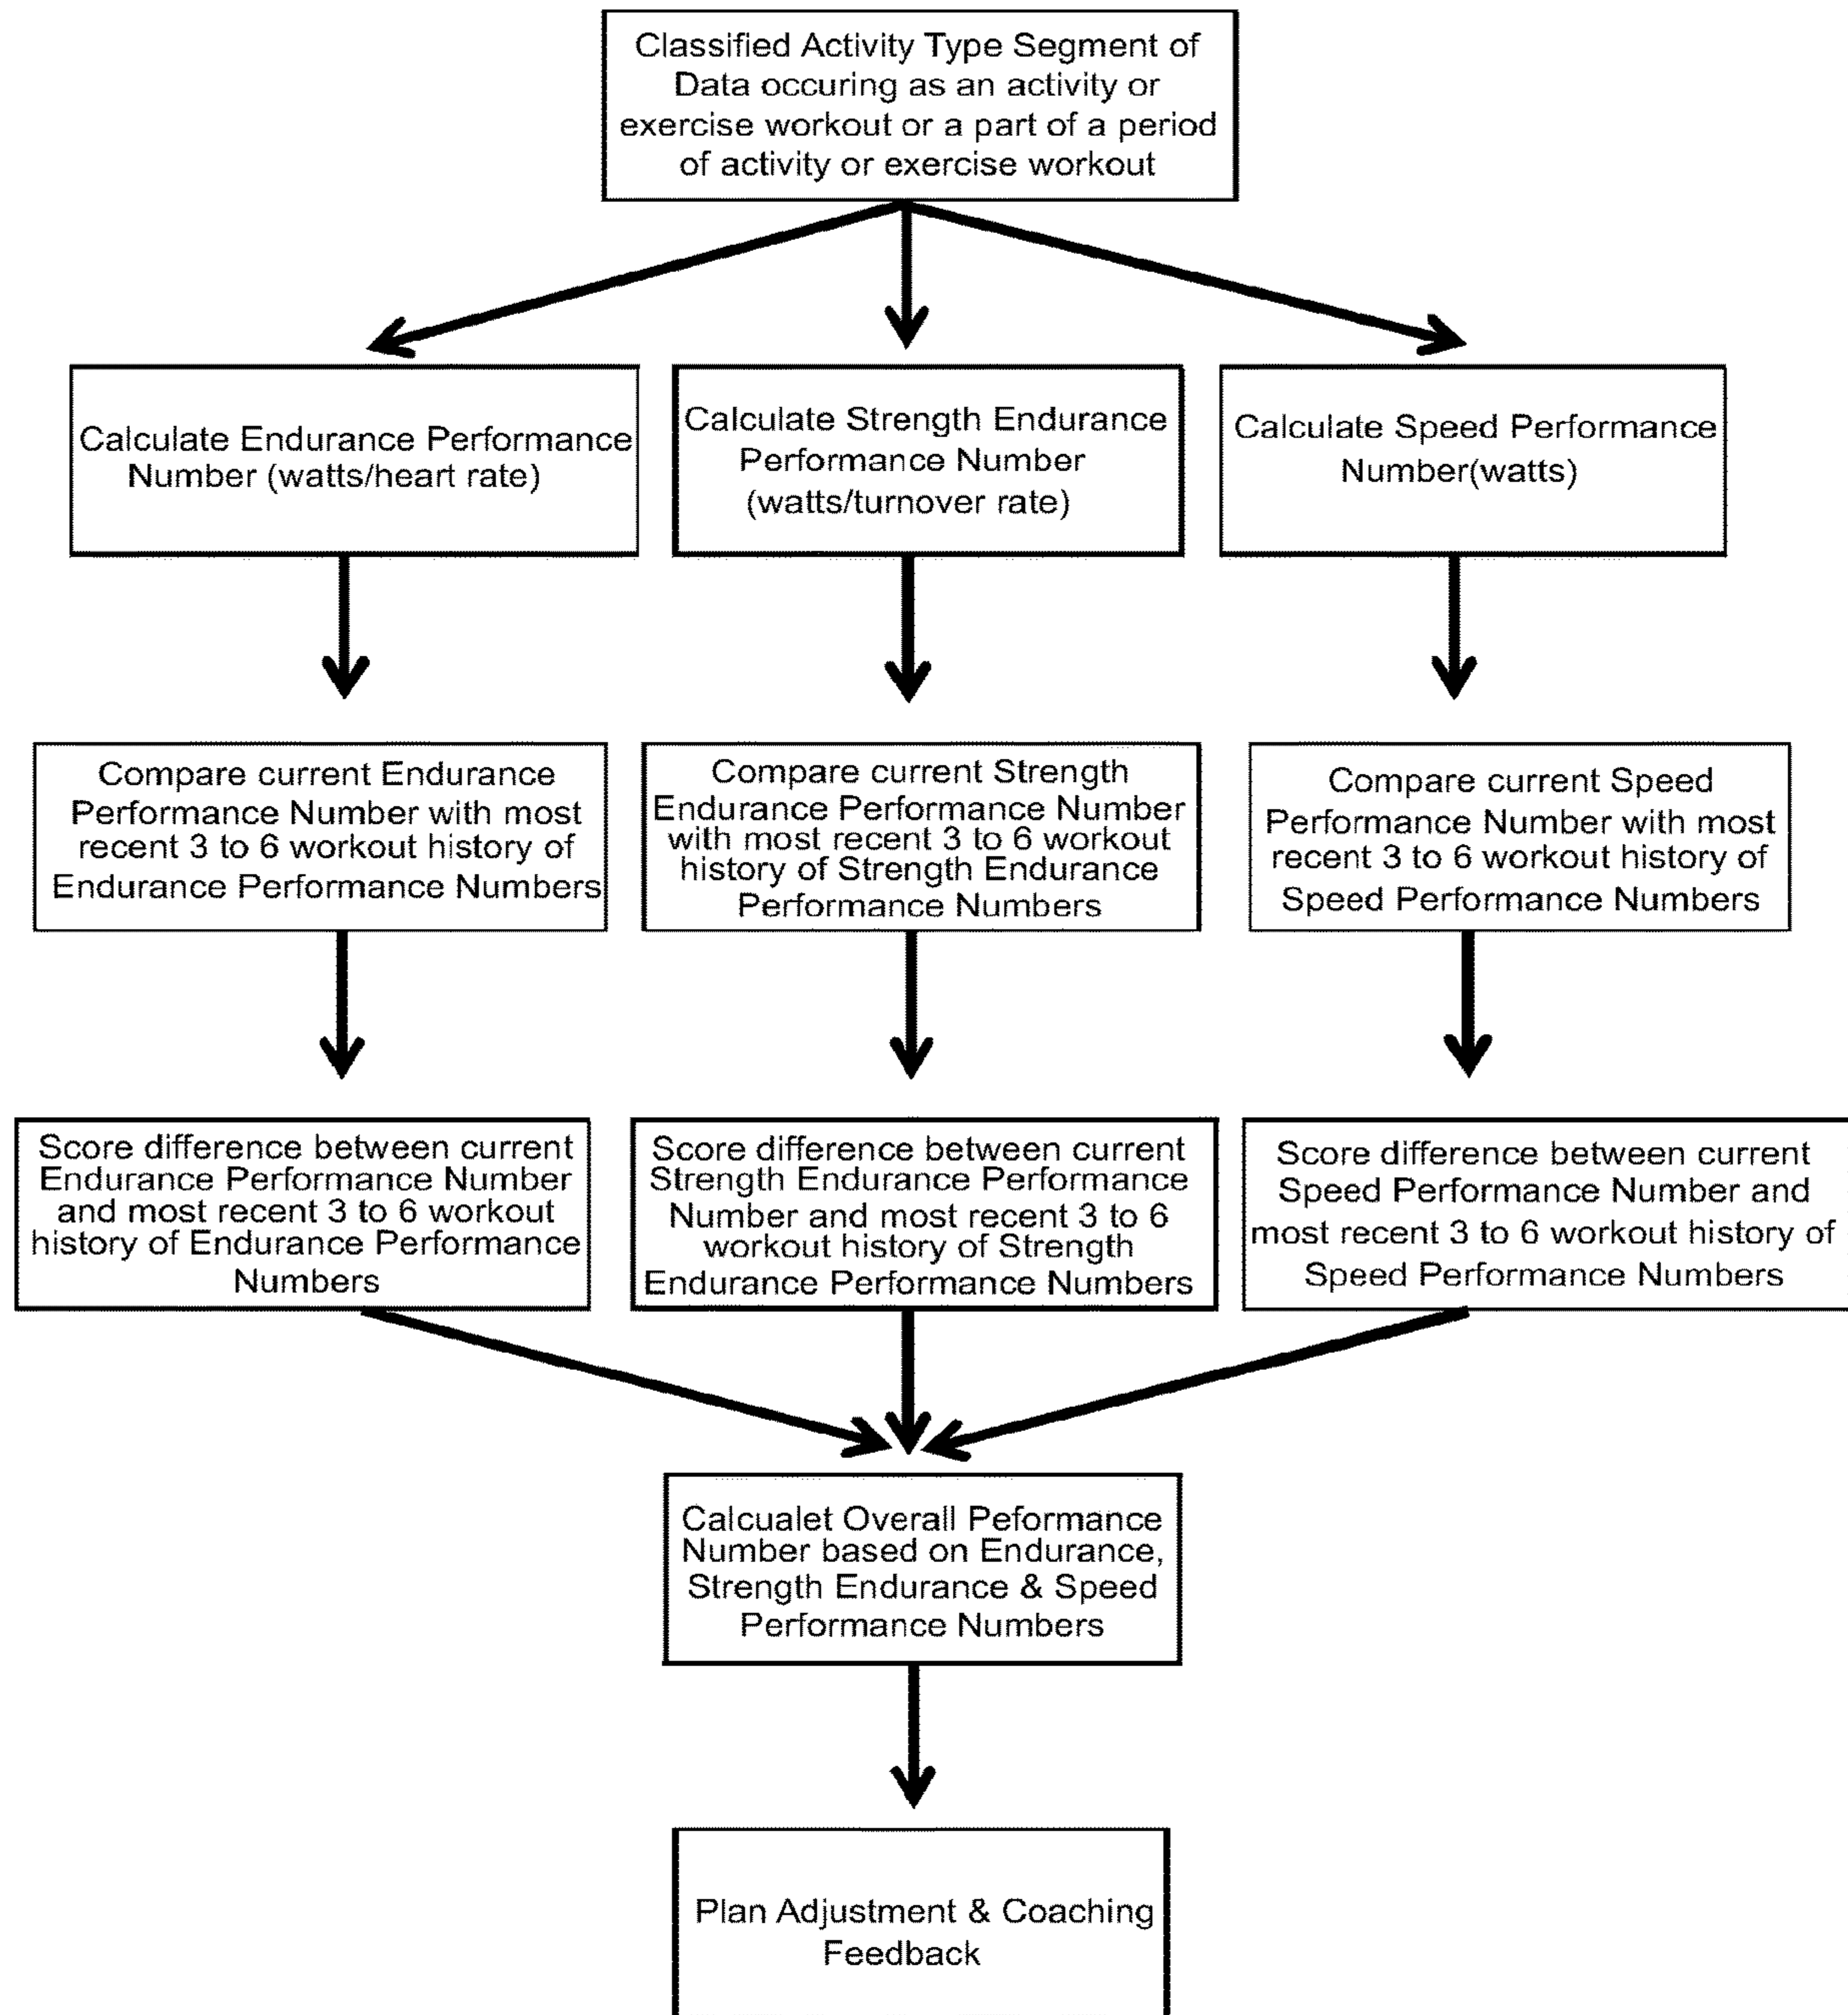 Classified Activity Type Segment of
Data occuring as an activity or
exercise workout or a part of a period
of activity or exercise workout
Calculate Endurance Performance
Number (watts/heart rate)
Calculate Strength Endurance
Performance Number
(watts/turnover rate)
Calculate Speed Performance
Number(watts)
Compare current Endurance
Performance Number with most
recent 3 to 6 workout history of
Endurance Performance Numbers
Compare current Strength
Endurance Performance Number
with most recent 3 to 6 workout
history of Strength Endurance
Performance Numbers
Compare current Speed
Performance Number with most
recent 3 to 6 workout history of
Speed Performance Numbers
Score difference between current
Endurance Performance Number
and most recent 3 to 6 workout
history of Endurance Performance
Numbers
Score difference between current
Strength Endurance Performance
Number and most recent 3 to 6
workout history of Strength
Endurance Performance Numbers
Score difference between current
Speed Performance Number and
most recent 3 to 6 workout history of
Speed Performance Numbers
Calcualet Overall Peformance
Number based on Endurance,
Strength Endurance & Speed
Performance Numbers
Plan Adjustment & Coaching
Feedback